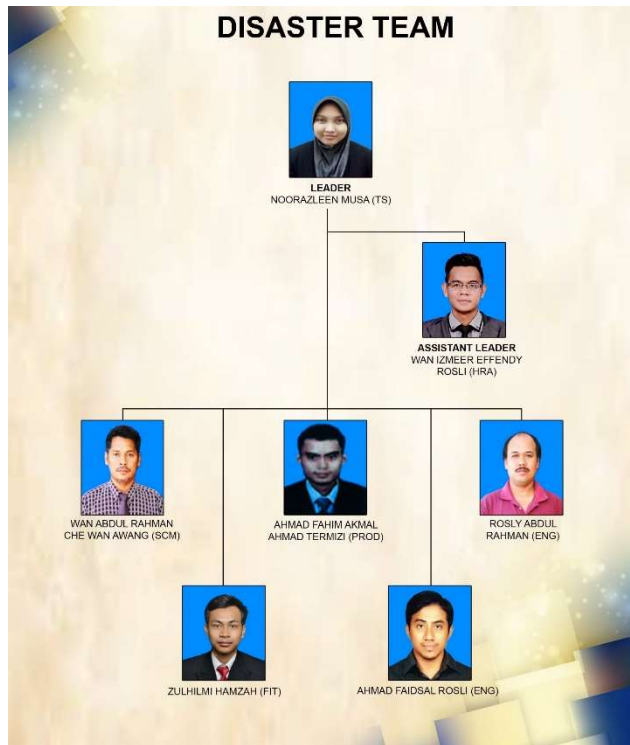 DISASTER TEAM
LEADER
NOORAZLEEN MUSA (TS)
ASSISTANT LEADER
WAN IZMEER EFFENDY
ROSLI (HRA)
WAN ABDUL RAHMAN
CHE WAN AWANG (SCM)
AHMAD FAHIM AKMAL
AHMAD TERMIZI (PROD)
ROSLY ABDUL
RAHMAN (ENG)
ZULHILMI HAMZAH (FIT)
AHMAD FAIDSAL ROSLI (ENG)